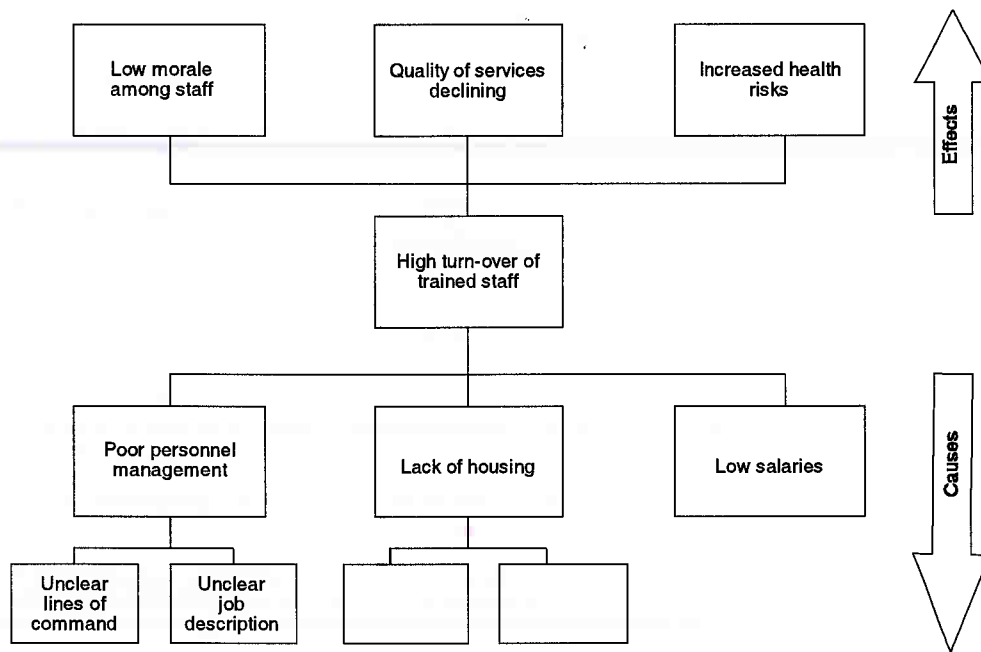 Low morale
among staff
Quality of services
declining
Increased health
risks
Effects
High turn-over of
trained staff
Poor personnel
management
Lack of housing
Low salaries
Causes
Unclear
lines of
command
Unclear
job
description